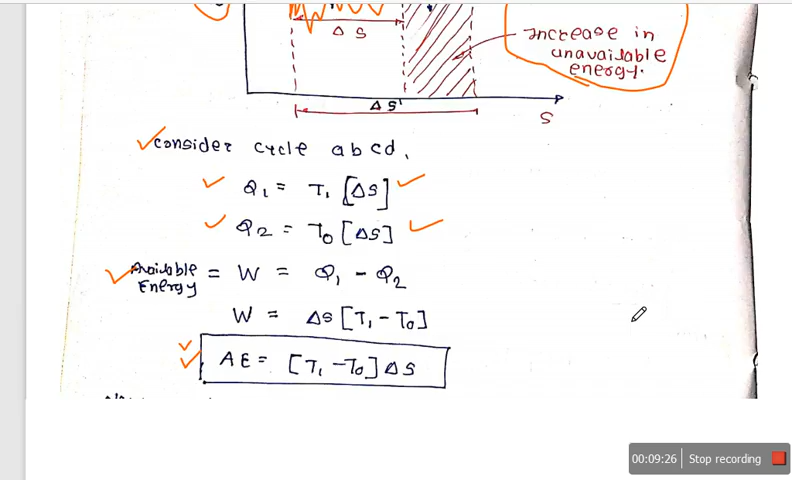 Δ S
Increase in
unavailable
energy.
Δ S'
S
Consider cycle abcd.
Q₁ = T₁ [ΔS]
Q₂ = T₀ [ΔS]
Available
Energy
= W = Q₁ - Q₂
W = Δs [T₁ - T₀]
AE = [T₁ - T₀] Δ S
00:09:26 Stop recording